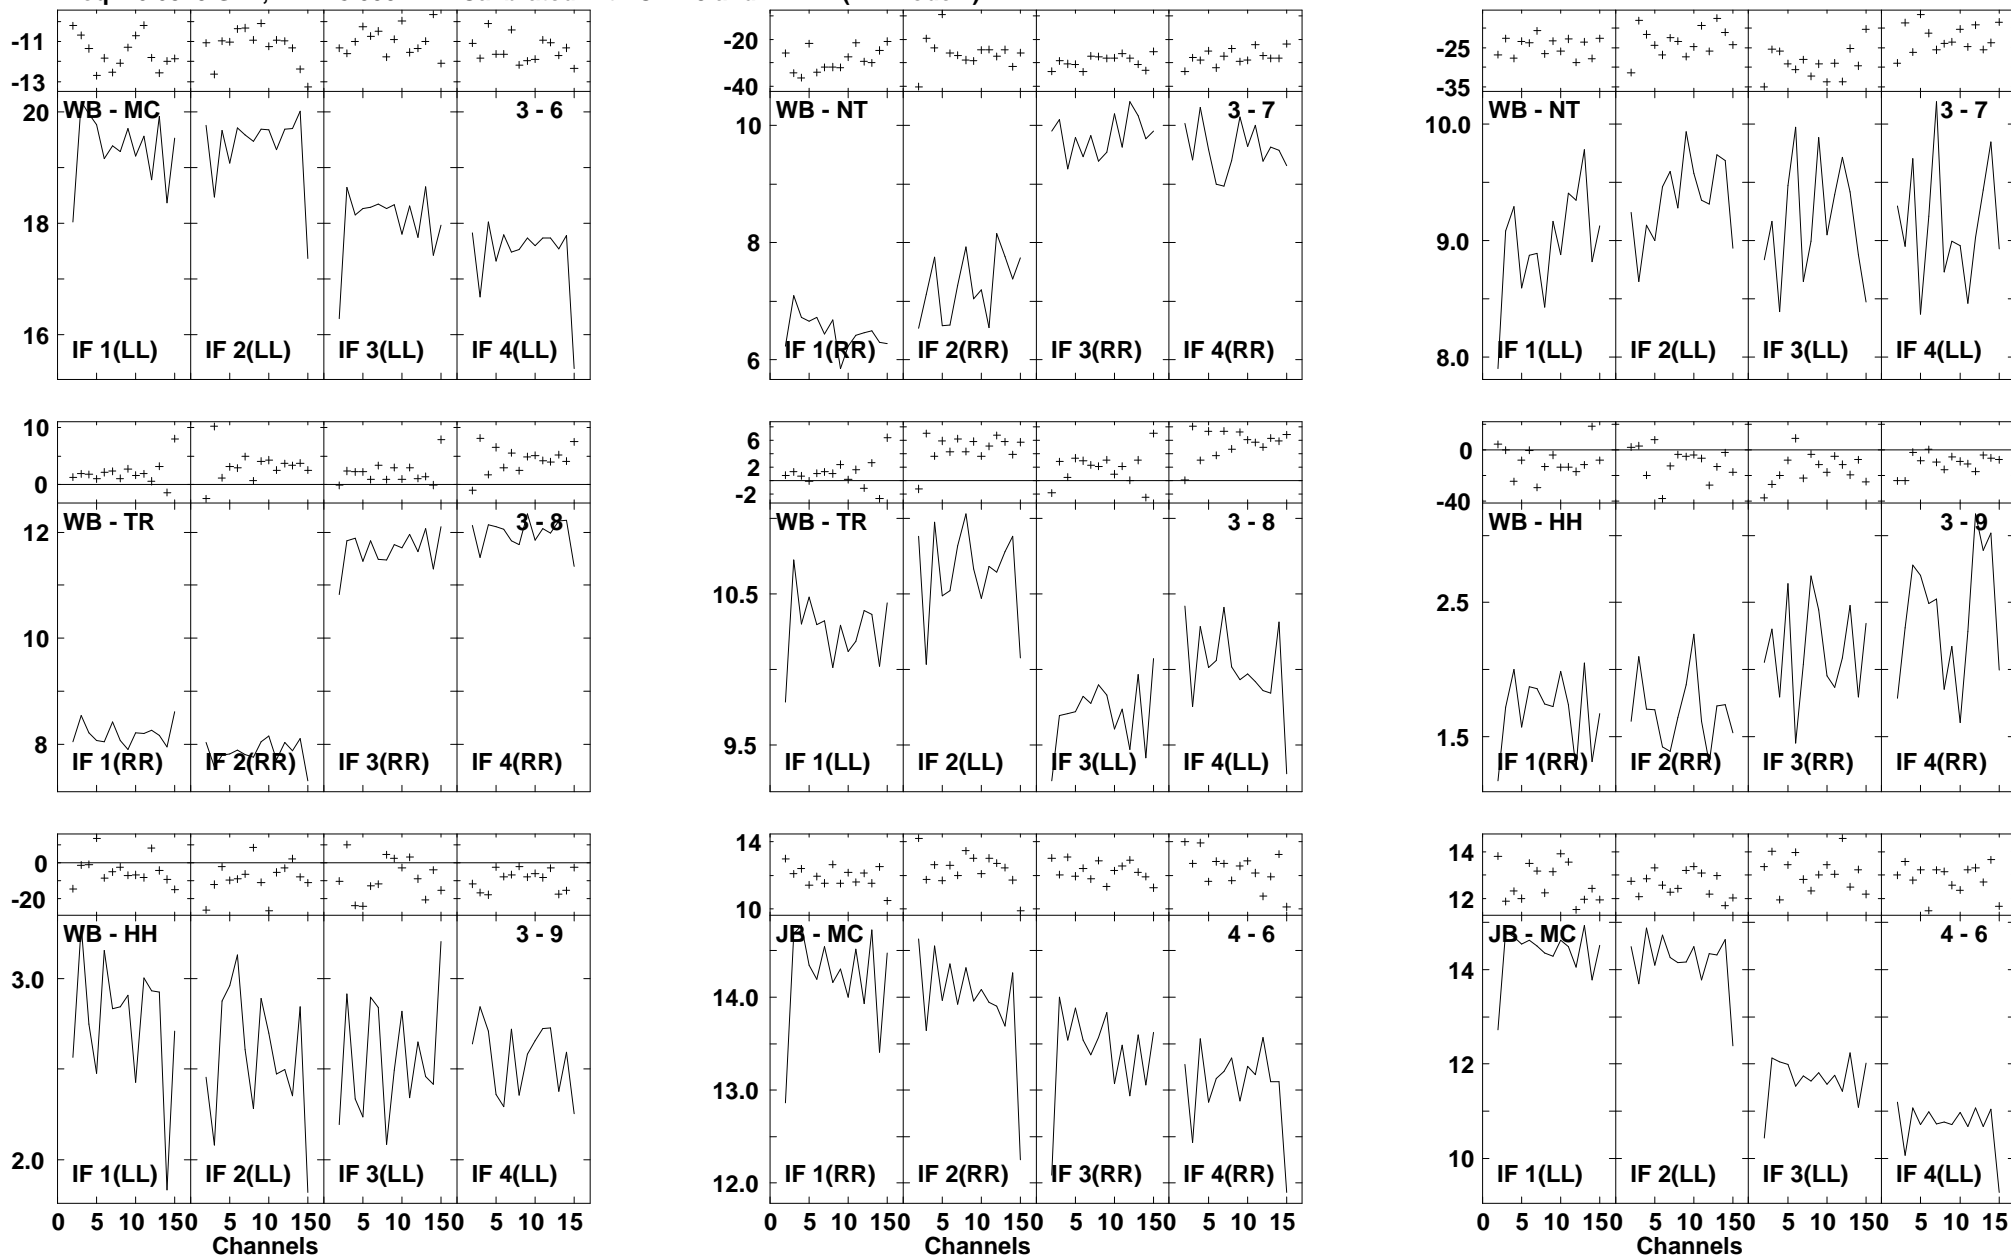 -11
-13
20
18
16
WB - MC
3 - 6
IF 1(LL)
IF 2(LL)
IF 3(LL)
IF 4(LL)
-20
-40
10
8
6
WB - NT
3 - 7
IF 1(RR)
IF 2(RR)
IF 3(RR)
IF 4(RR)
-25
-35
10.0
9.0
8.0
WB - NT
3 - 7
IF 1(LL)
IF 2(LL)
IF 3(LL)
IF 4(LL)
10
0
12
10
8
WB - TR
3 - 8
IF 1(RR)
IF 2(RR)
IF 3(RR)
IF 4(RR)
6
2
-2
10.5
9.5
WB - TR
3 - 8
IF 1(LL)
IF 2(LL)
IF 3(LL)
IF 4(LL)
0
-40
2.5
1.5
WB - HH
3 - 9
IF 1(RR)
IF 2(RR)
IF 3(RR)
IF 4(RR)
0
-20
3.0
2.0
WB - HH
3 - 9
IF 1(LL)
IF 2(LL)
IF 3(LL)
IF 4(LL)
0 5 10 150 5 10 150 5 10 150 5 10 15
Channels
14
10
14.0
13.0
12.0
JB - MC
4 - 6
IF 1(RR)
IF 2(RR)
IF 3(RR)
IF 4(RR)
0 5 10 150 5 10 150 5 10 150 5 10 15
Channels
14
12
14
12
10
JB - MC
4 - 6
IF 1(LL)
IF 2(LL)
IF 3(LL)
IF 4(LL)
0 5 10 150 5 10 150 5 10 150 5 10 15
Channels